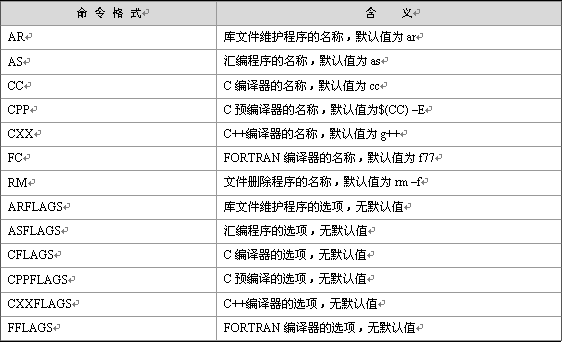 命 令 格 式 含 义
AR 库文件维护程序的名称，默认值为 ar
AS 汇编程序的名称，默认值为 as
CC C 编译器的名称，默认值为 cc
CPP C 预编译器的名称，默认值为$(CC) –E
CXX C++编译器的名称，默认值为 g++
FC FORTRAN 编译器的名称，默认值为 f77
RM 文件删除程序的名称，默认值为 rm –f
ARFLAGS 库文件维护程序的选项，无默认值
ASFLAGS 汇编程序的选项，无默认值
CFLAGS C 编译器的选项，无默认值
CPPFLAGS C 预编译的选项，无默认值
CXXFLAGS C++编译器的选项，无默认值
FFLAGS FORTRAN 编译器的选项，无默认值